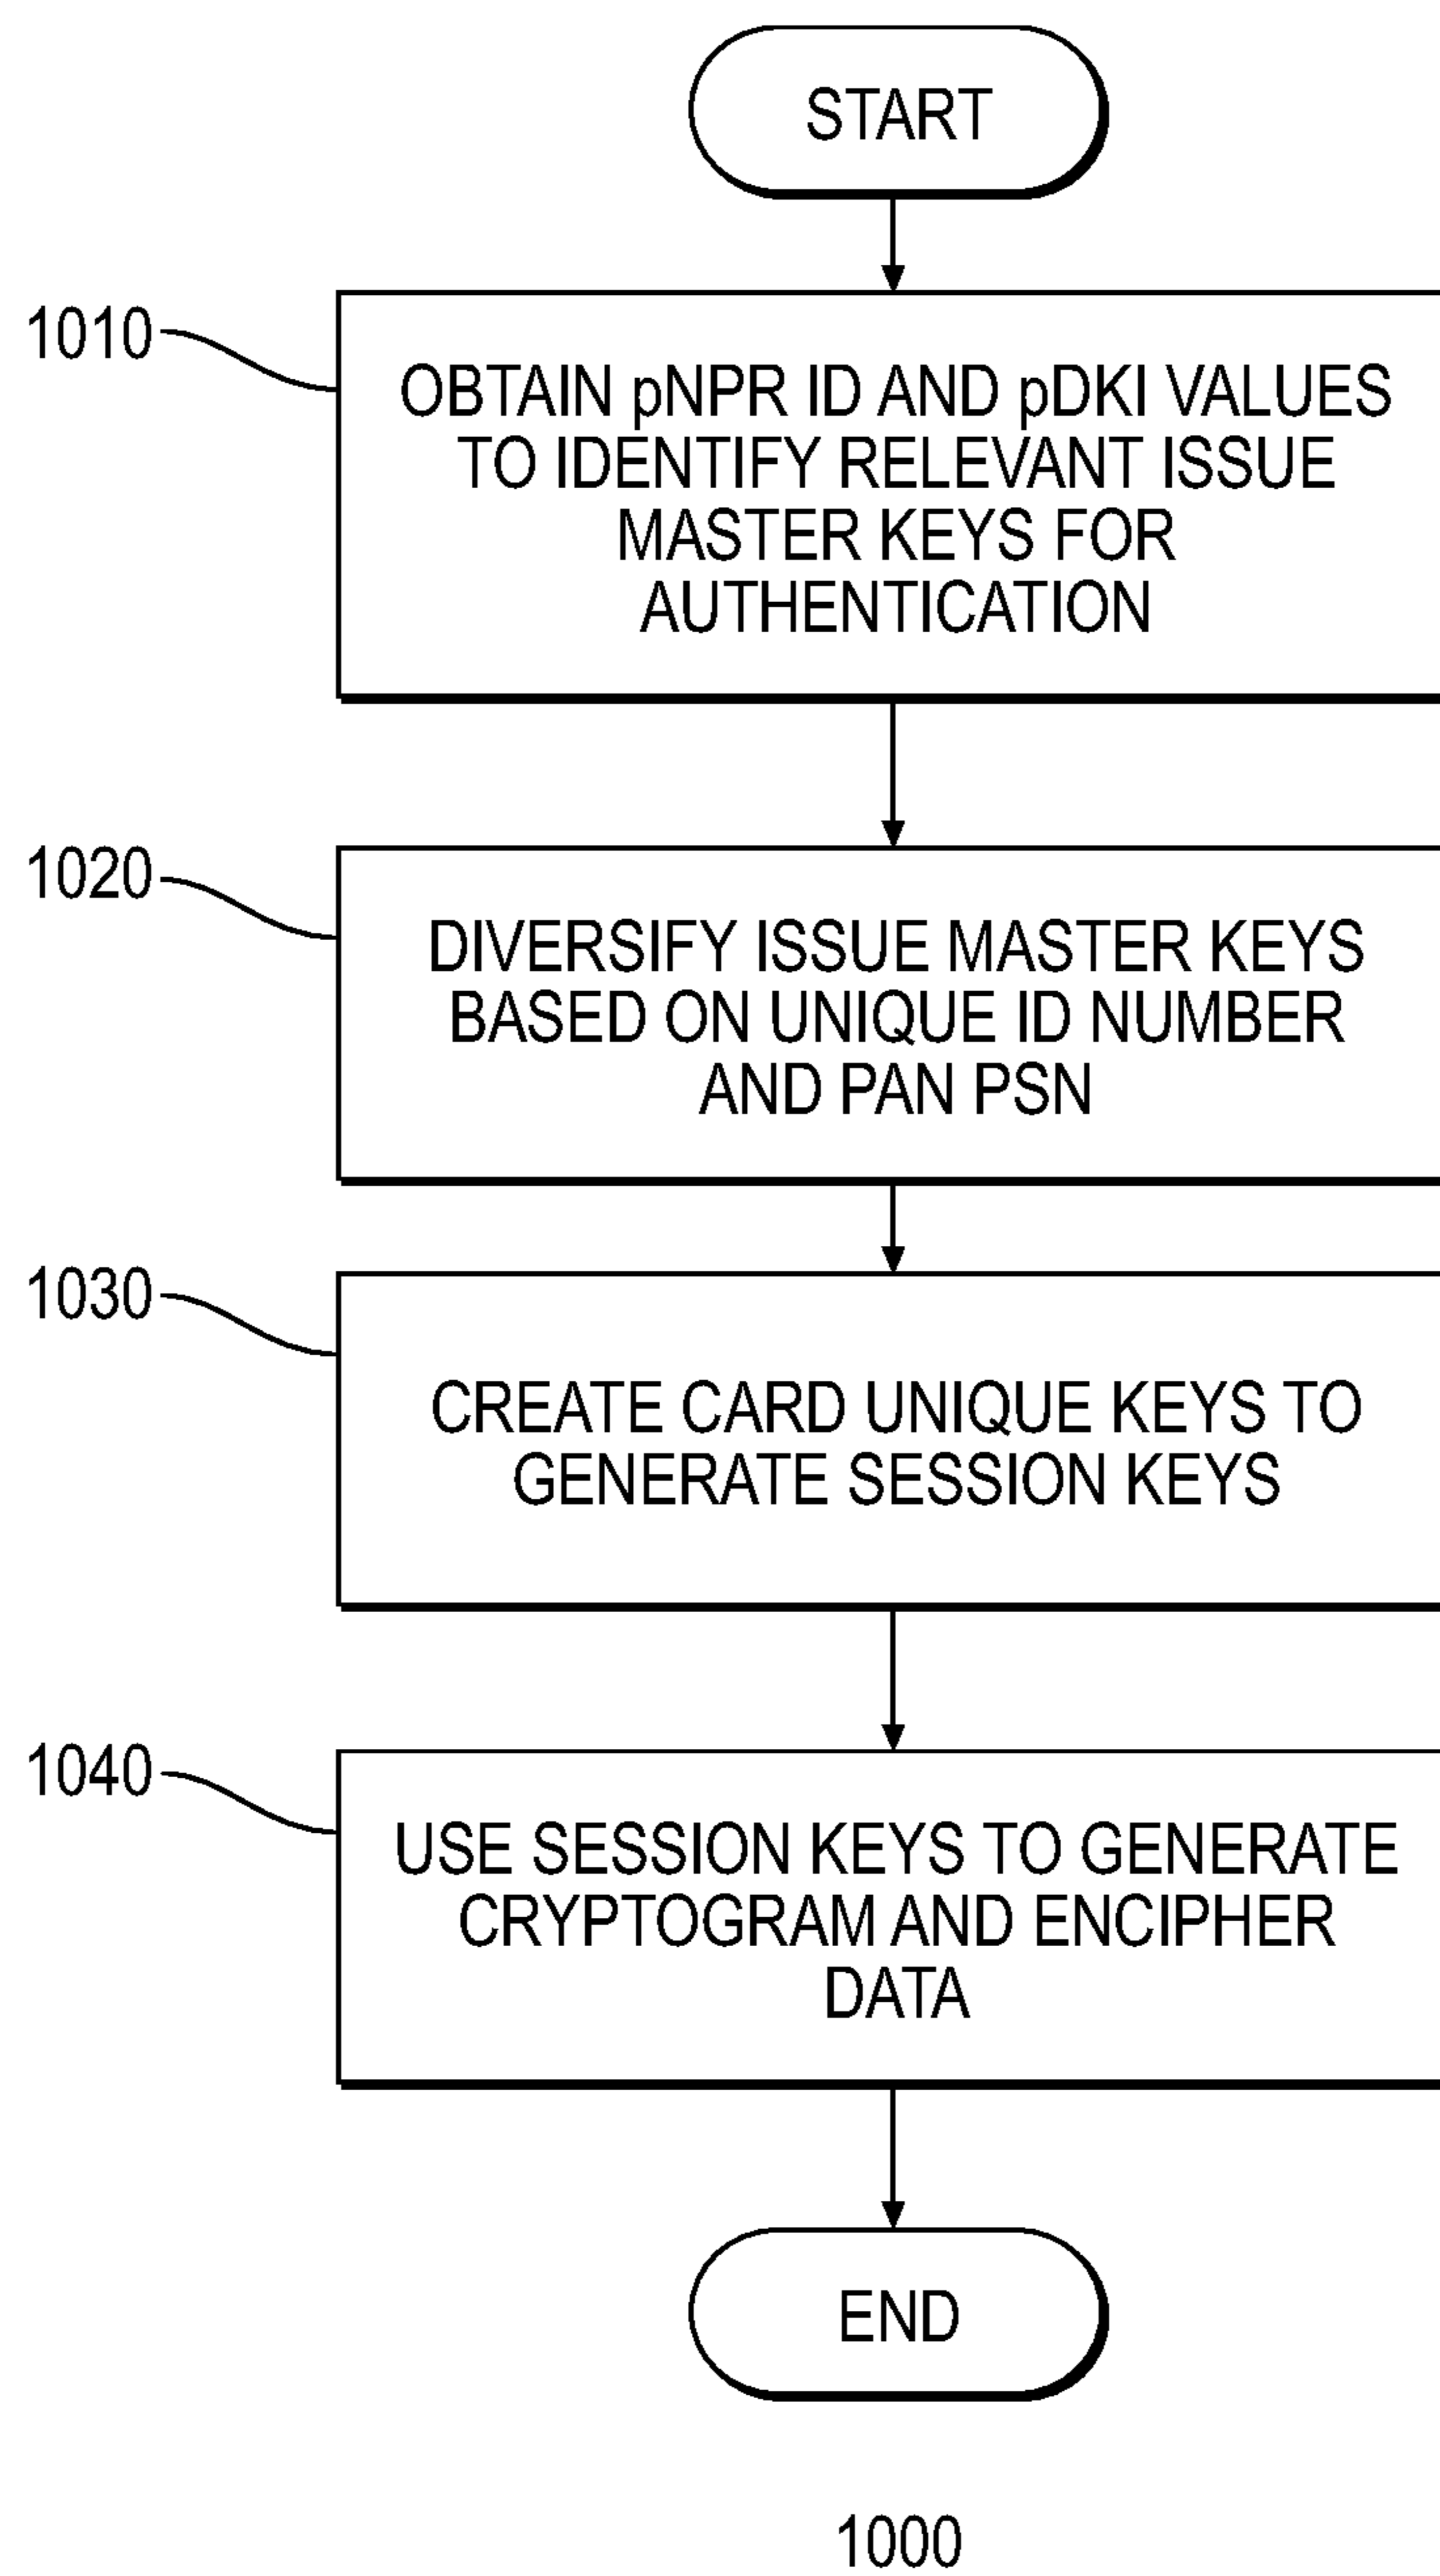 START
1010
OBTAIN pNPR ID AND pDKI VALUES
TO IDENTIFY RELEVANT ISSUE
MASTER KEYS FOR
AUTHENTICATION
1020
DIVERSIFY ISSUE MASTER KEYS
BASED ON UNIQUE ID NUMBER
AND PAN PSN
1030
CREATE CARD UNIQUE KEYS TO
GENERATE SESSION KEYS
1040
USE SESSION KEYS TO GENERATE
CRYPTOGRAM AND ENCIPHER
DATA
END
1000